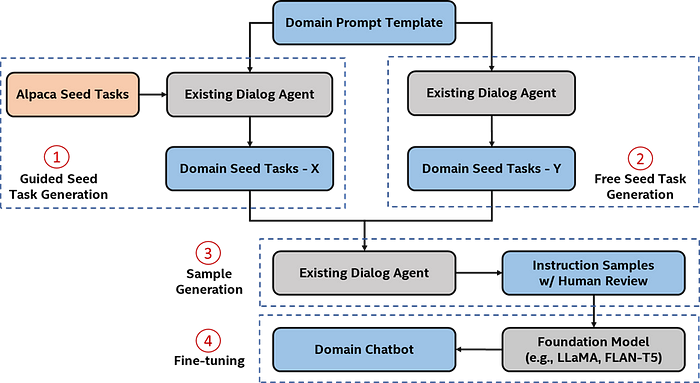 Domain Prompt Template
Alpaca Seed Tasks
Existing Dialog Agent
Existing Dialog Agent
1
Guided Seed
Task Generation
Domain Seed Tasks - X
Domain Seed Tasks - Y
2
Free Seed Task
Generation
3
Sample
Generation
Existing Dialog Agent
Instruction Samples
w/ Human Review
4
Fine-tuning
Domain Chatbot
Foundation Model
(e.g., LLaMA, FLAN-T5)